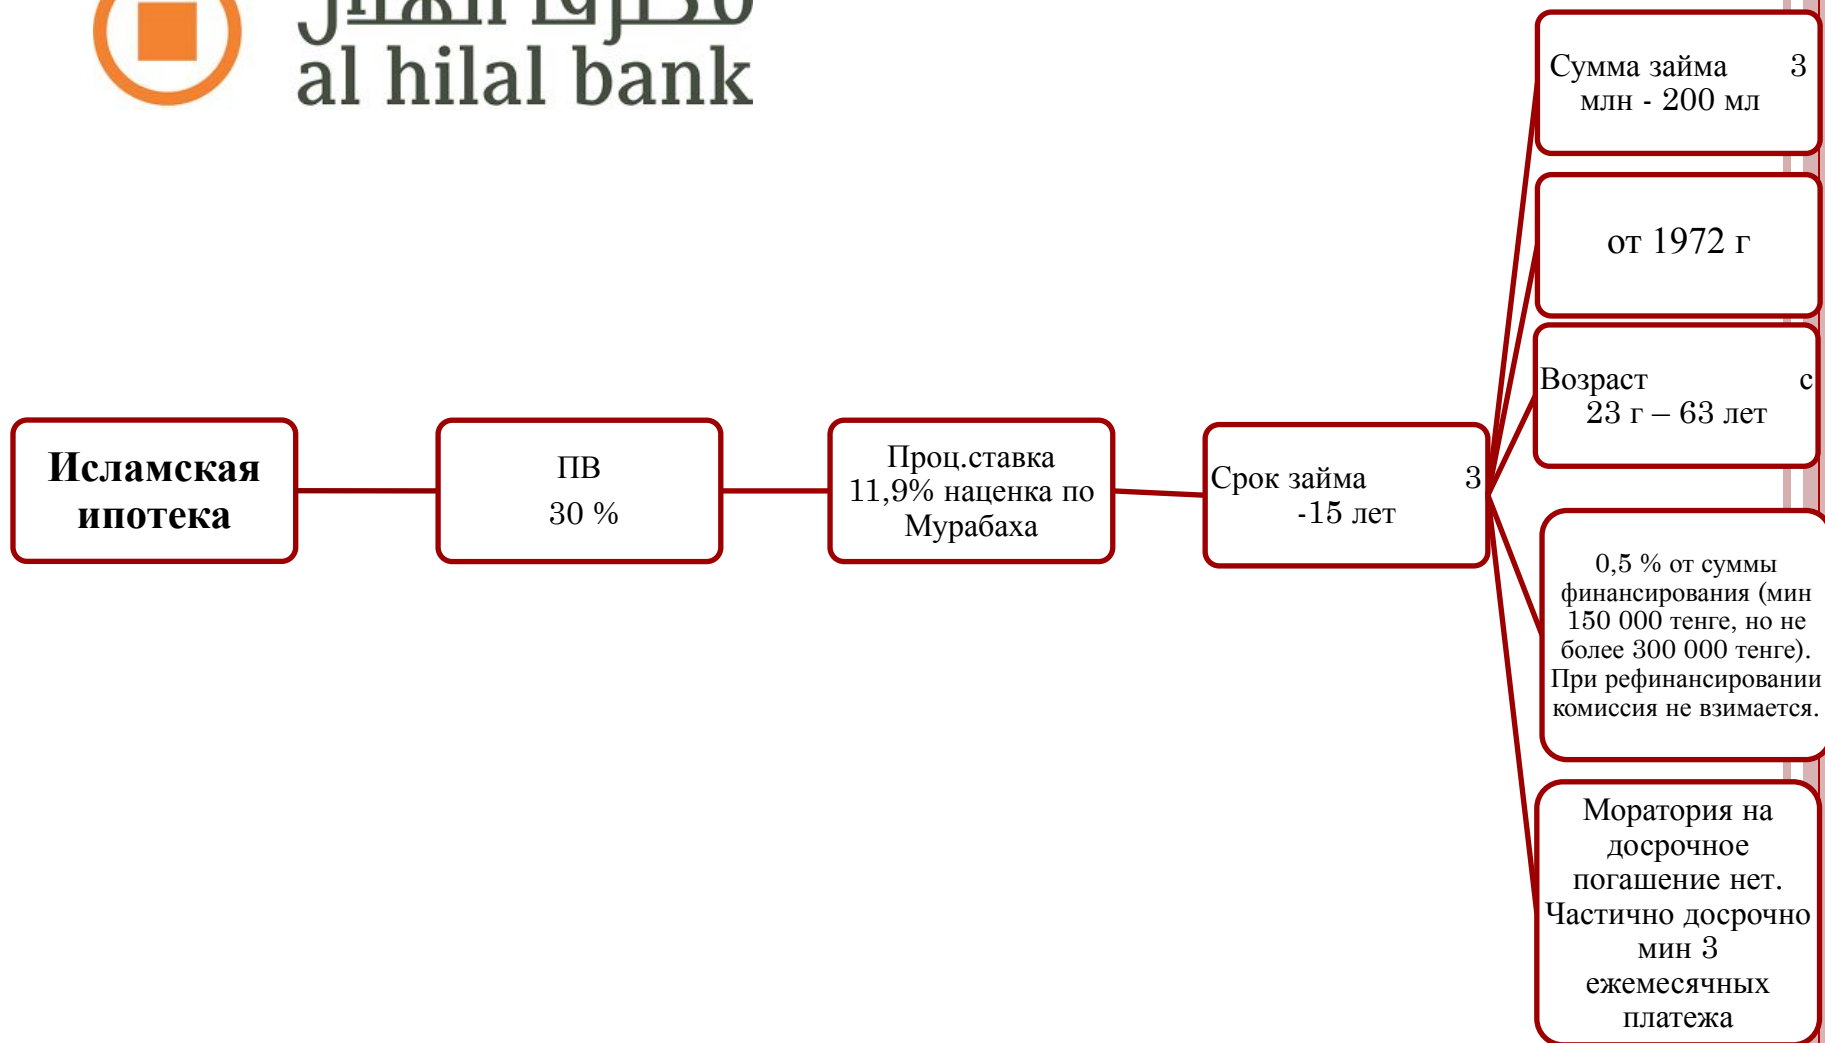 al hilal bank
Исламская
ипотека
ПВ
30 %
Проц.ставка
11,9% наценка по
Мурабаха
Срок займа 3
-15 лет
Сумма займа 3
млн - 200 мл
от 1972 г
Возраст с
23 г – 63 лет
0,5 % от суммы
финансирования (мин
150 000 тенге, но не
более 300 000 тенге).
При рефинансировании
комиссия не взимается.
Моратория на
досрочное
погашение нет.
Частично досрочно
мин 3
ежемесячных
платежа